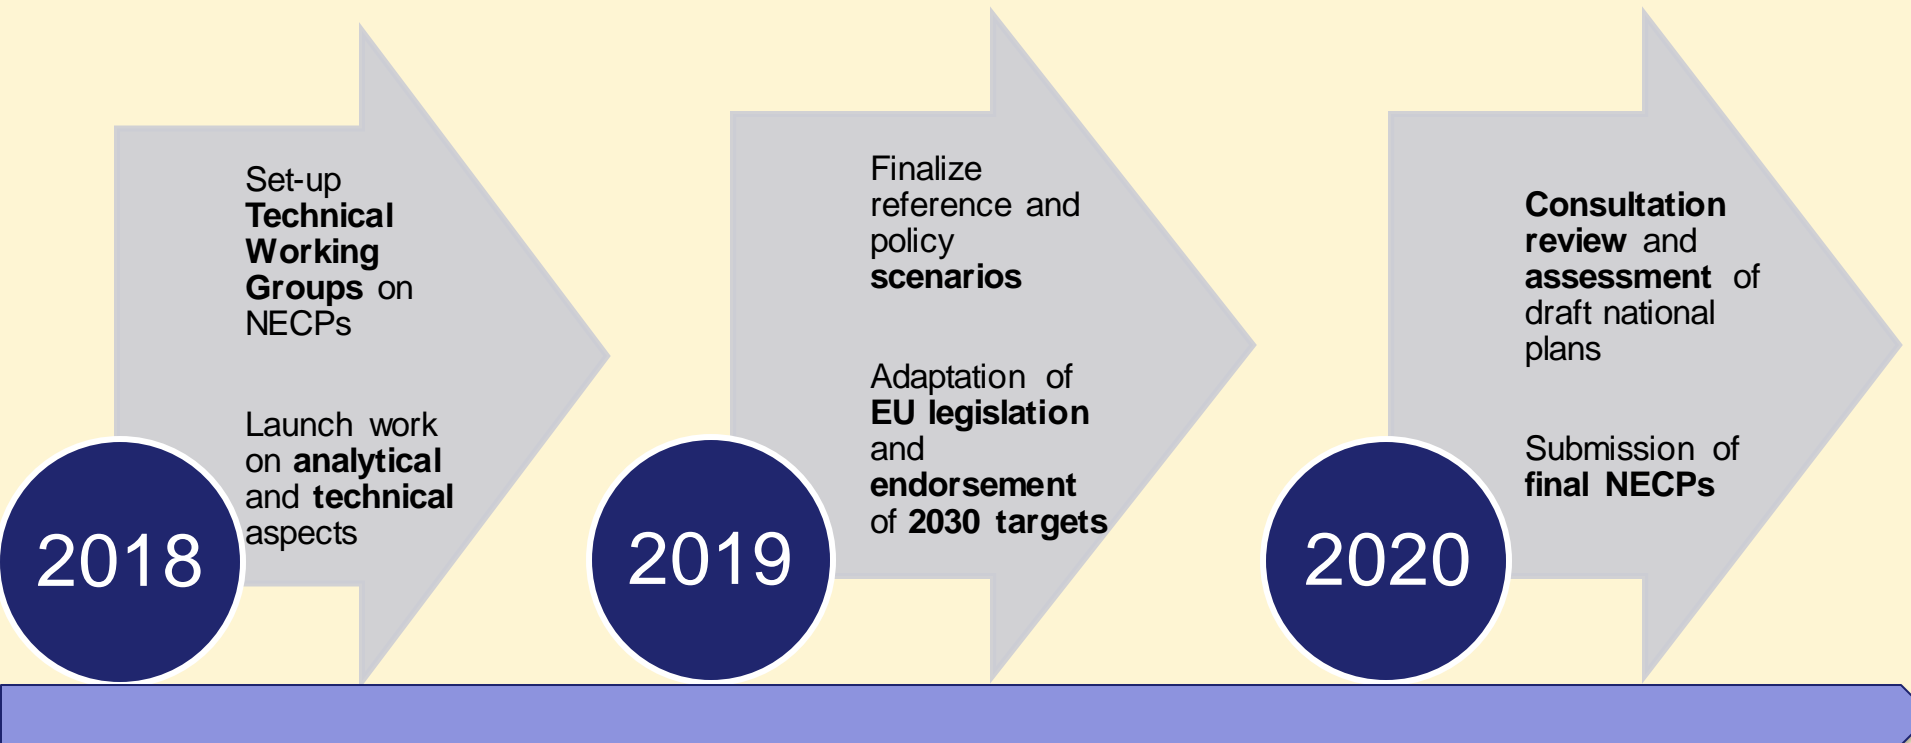 Set-up
Technical
Working
Groups on
NECPs
Launch work
on analytical
and technical
aspects
2018
Finalize
reference and
policy
scenarios
Adaptation of
EU legislation
and
endorsement
of 2030 targets
2019
Consultation
review and
assessment of
draft national
plans
Submission of
final NECPs
2020